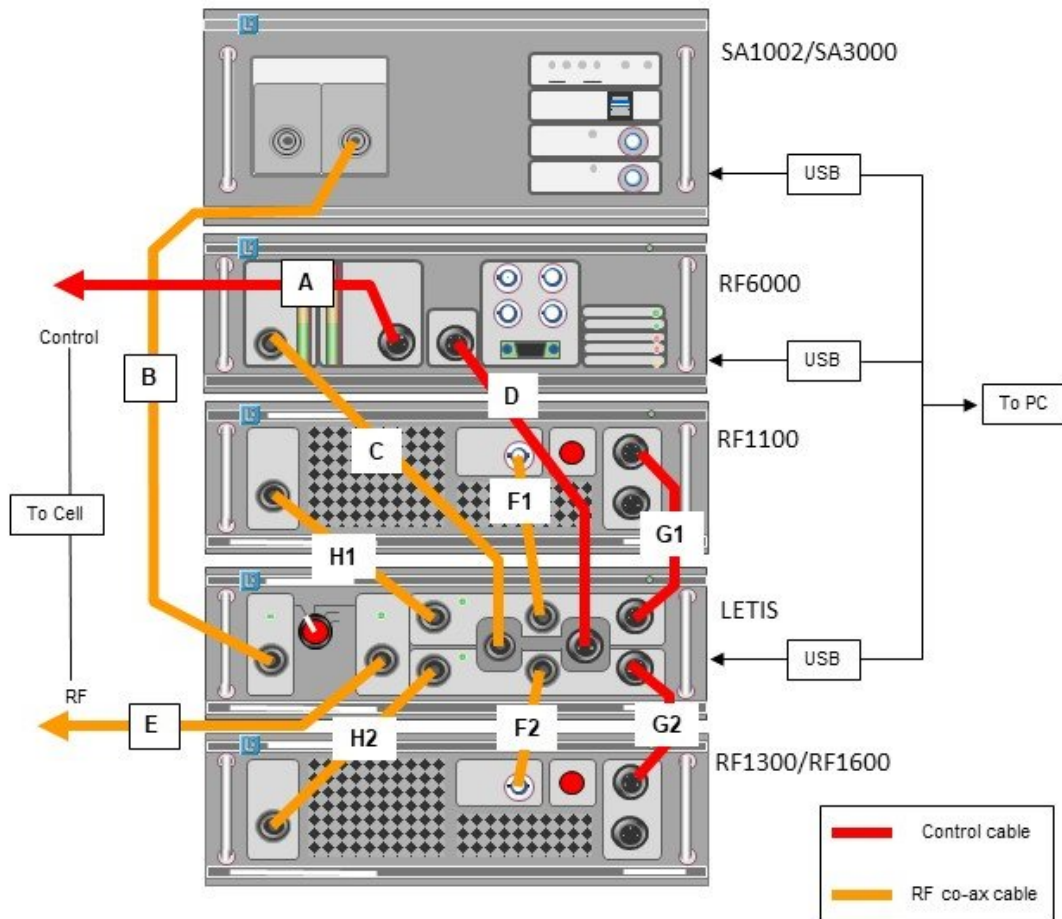 SA1002/SA3000
USB
RF6000
A
Control
B
USB
D
To PC
RF1100
C
F1
To Cell
G1
H1
LETIS
USB
RF
E
H2
F2
G2
RF1300/RF1600
Control cable
RF co-ax cable